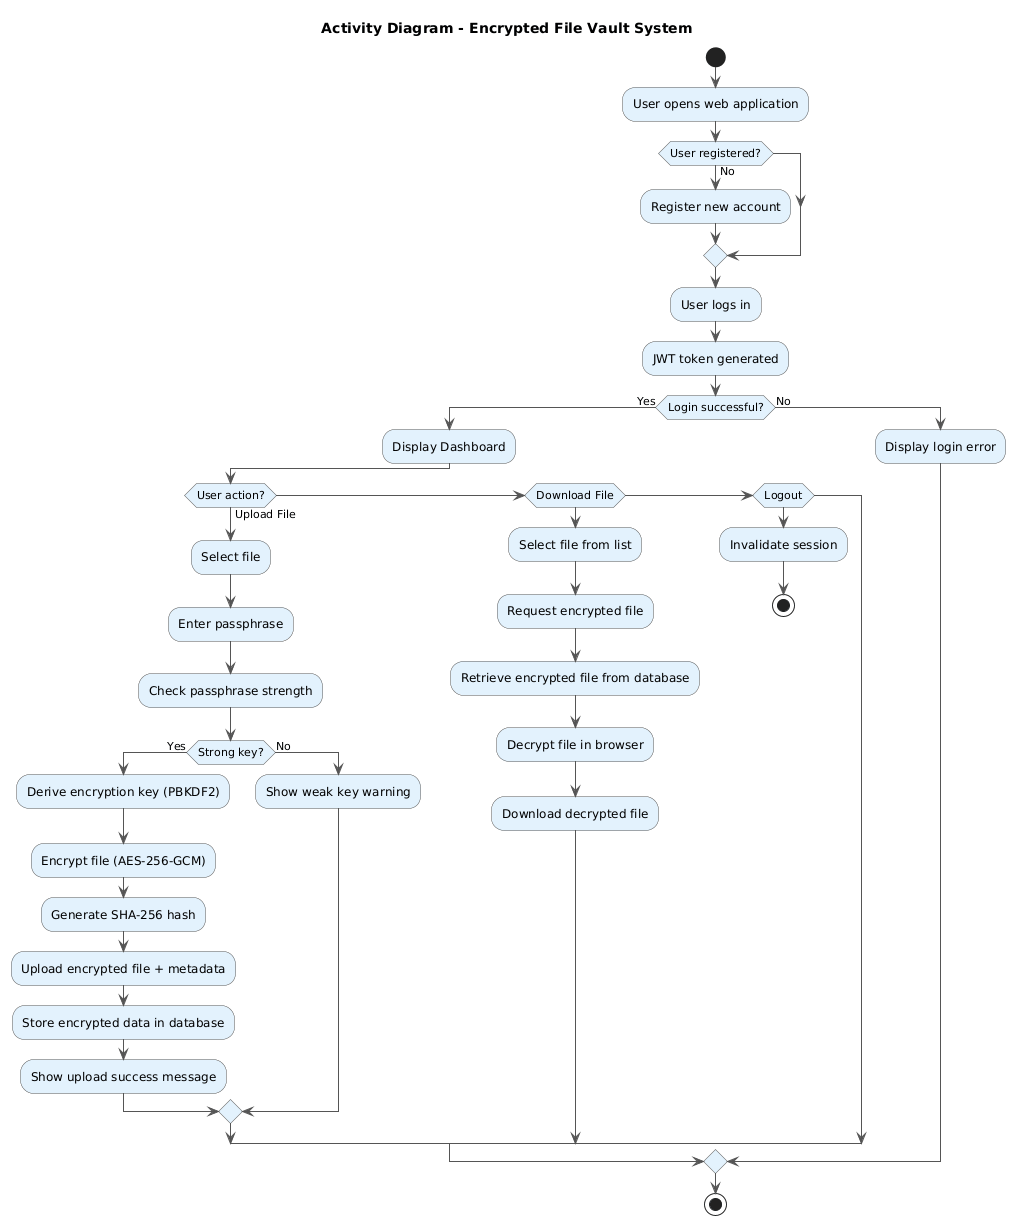 Activity Diagram - Encrypted File Vault System
User opens web application
User registered?
No
Register new account
User logs in
JWT token generated
Yes
Login successful?
No
Display Dashboard
Display login error
User action?
Upload File
Download File
Logout
Select file
Select file from list
Invalidate session
Enter passphrase
Request encrypted file
Check passphrase strength
Retrieve encrypted file from database
Yes
Strong key?
No
Decrypt file in browser
Derive encryption key (PBKDF2)
Show weak key warning
Download decrypted file
Encrypt file (AES-256-GCM)
Generate SHA-256 hash
Upload encrypted file + metadata
Store encrypted data in database
Show upload success message